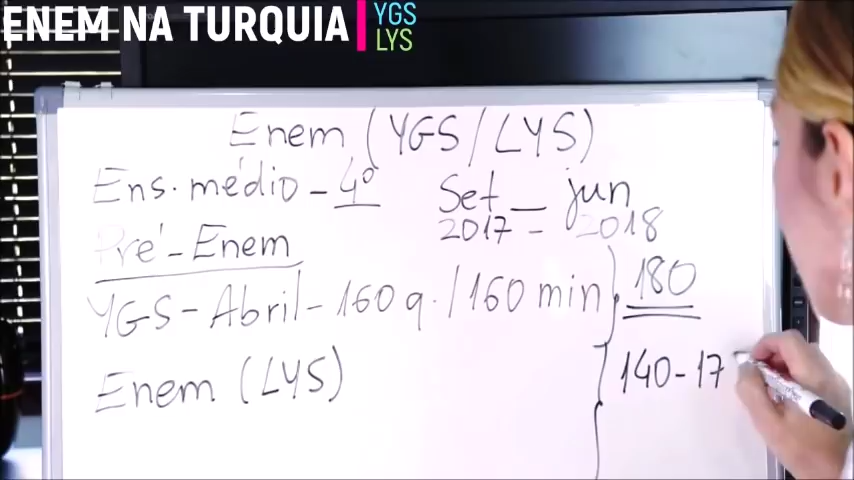 ENEM NA TURQUIA
YGS
LYS
Enem (YGS/LYS)
Ens. médio - 4º Set - jun
2017 - 2018
Pré-Enem
YGS - Abril - 160 q. / 160 min } 180
Enem (LYS) { 140-17